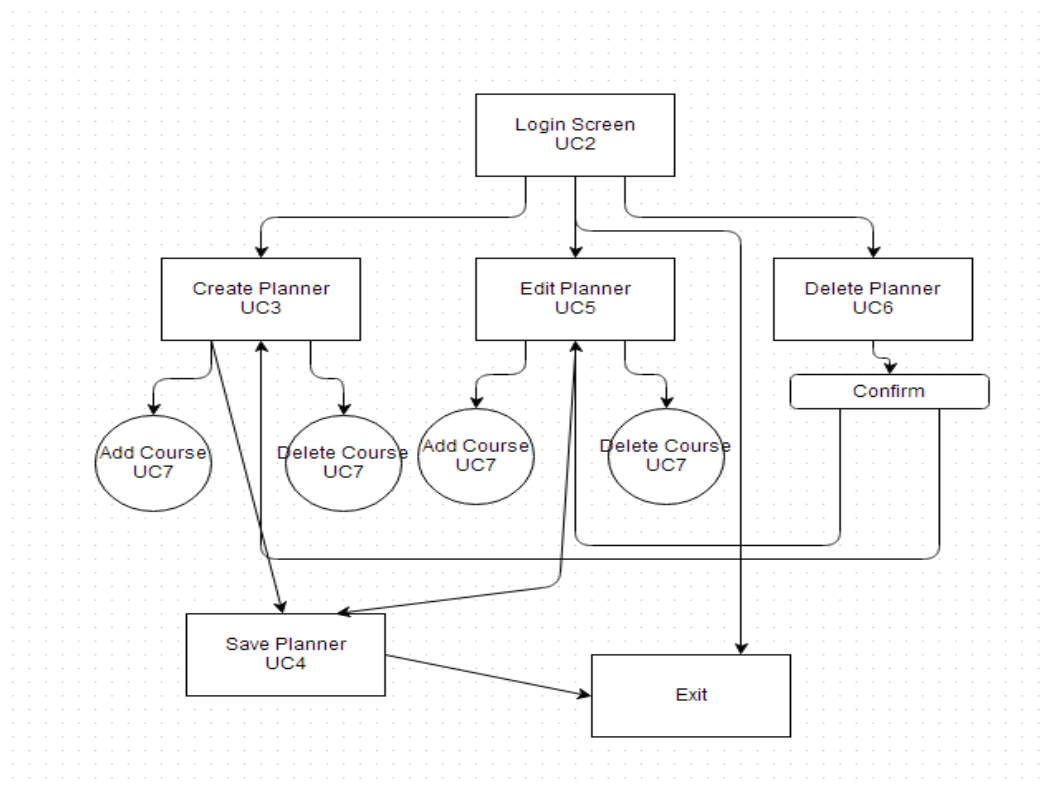 Login Screen
UC2
Create Planner
UC3
Edit Planner
UC5
Delete Planner
UC6
Confirm
Add Course
UC7
Delete Course
UC7
Add Course
UC7
Delete Course
UC7
Save Planner
UC4
Exit